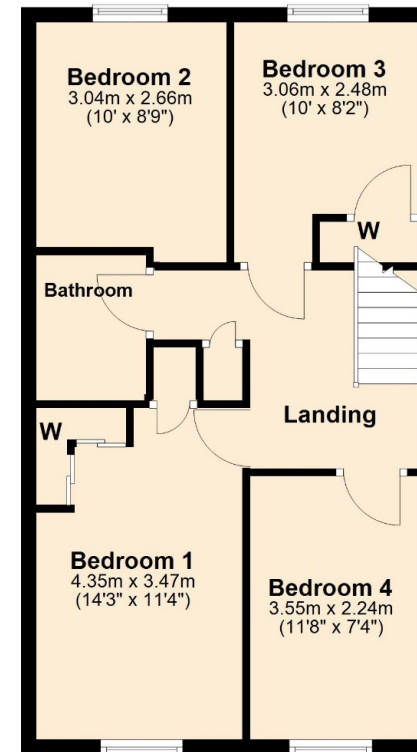 Bedroom 2
3.04m x 2.66m
(10' x 8'9")
Bedroom 3
3.06m x 2.48m
(10' x 8'2")
W
Bathroom
Landing
W
Bedroom 1
4.35m x 3.47m
(14'3" x 11'4")
Bedroom 4
3.55m x 2.24m
(11'8" x 7'4")